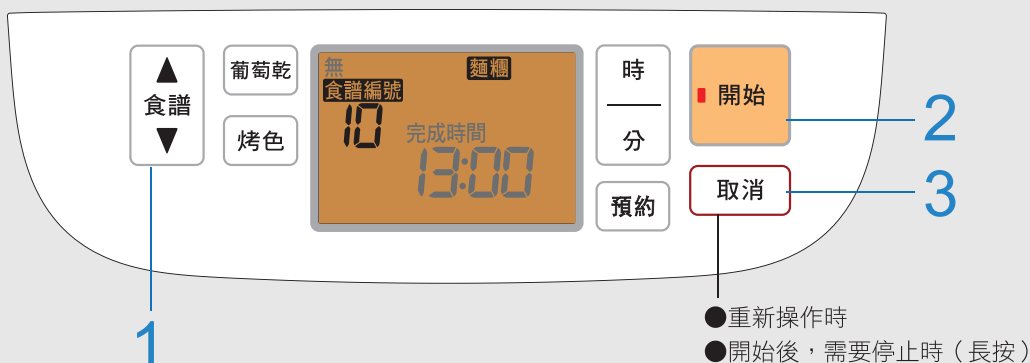 ▲
食譜
▼
葡萄乾
烤色
無
麵糰
食譜編號
10
完成時間
13:00
時
分
預約
開始
取消
1
2
3
●重新操作時
●開始後，需要停止時（長按）